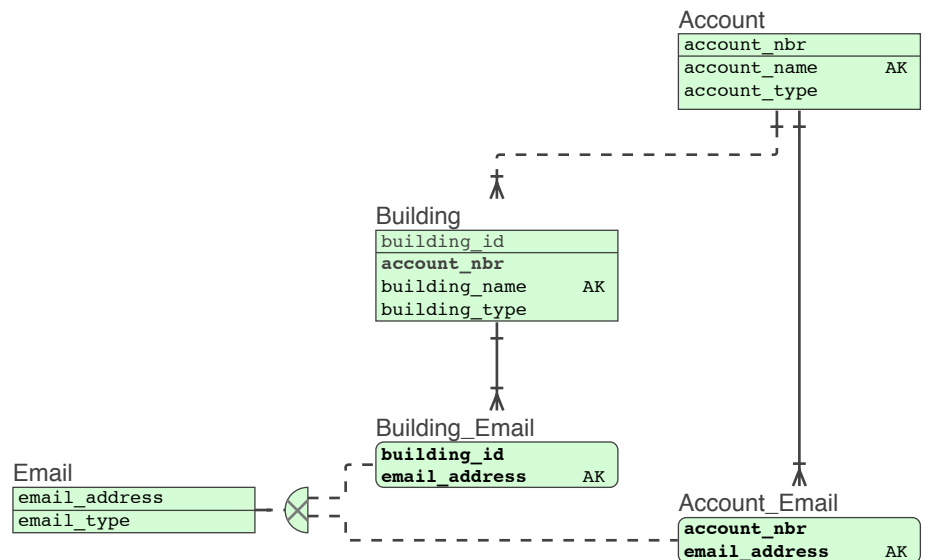 Account
account_nbr
account_name AK
account_type
Building
building_id
account_nbr
building_name AK
building_type
Building_Email
building_id
email_address AK
Email
email_address
email_type
Account_Email
account_nbr
email_address AK